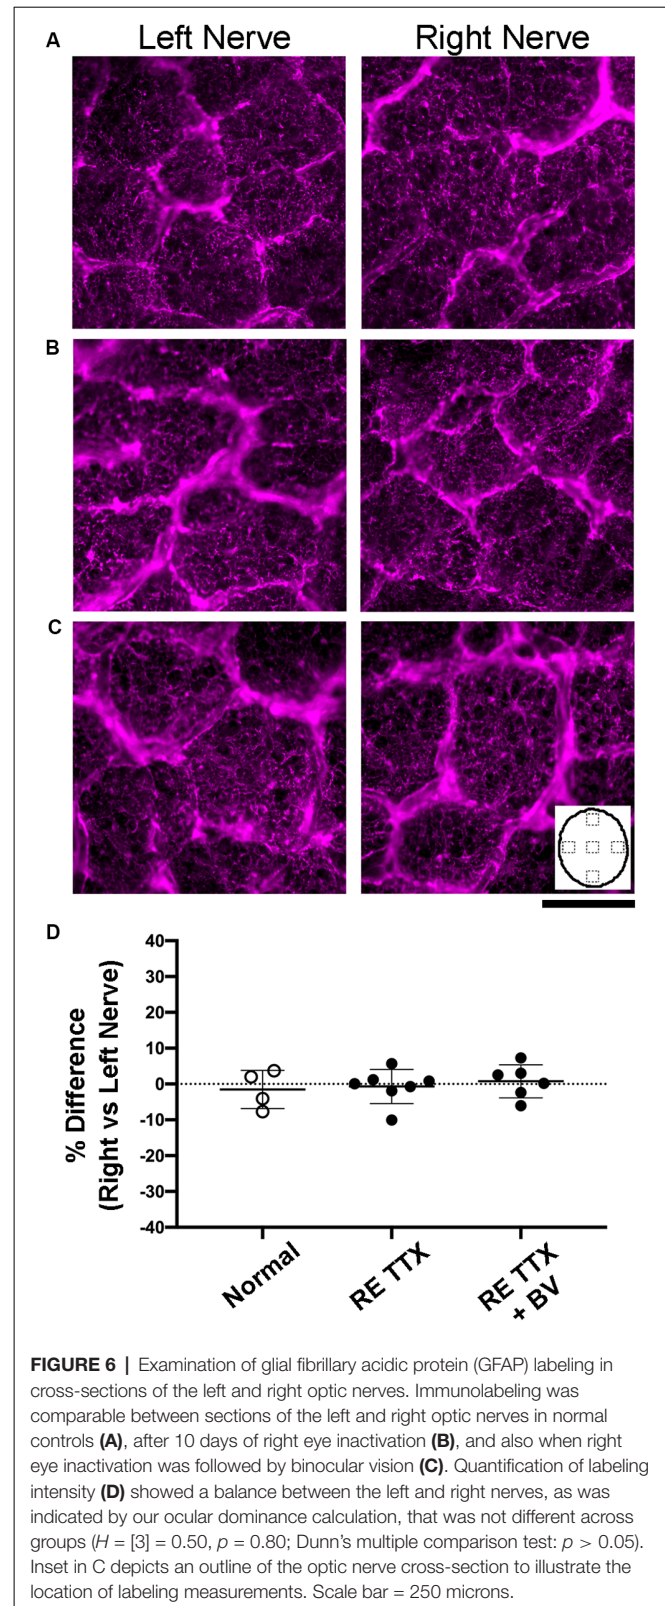 Left Nerve
Right Nerve
A
B
C
D
% Difference
(Right vs Left Nerve)
40
30
20
10
0
-10
-20
-30
-40
Normal
RE TTX
RE TTX
+ BV
FIGURE 6 | Examination of glial fibrillary acidic protein (GFAP) labeling in
cross-sections of the left and right optic nerves. Immunolabeling was
comparable between sections of the left and right optic nerves in normal
controls (A), after 10 days of right eye inactivation (B), and also when right
eye inactivation was followed by binocular vision (C). Quantification of labeling
intensity (D) showed a balance between the left and right nerves, as was
indicated by our ocular dominance calculation, that was not different across
groups (H = [3] = 0.50, p = 0.80; Dunn's multiple comparison test: p > 0.05).
Inset in C depicts an outline of the optic nerve cross-section to illustrate the
location of labeling measurements. Scale bar = 250 microns.